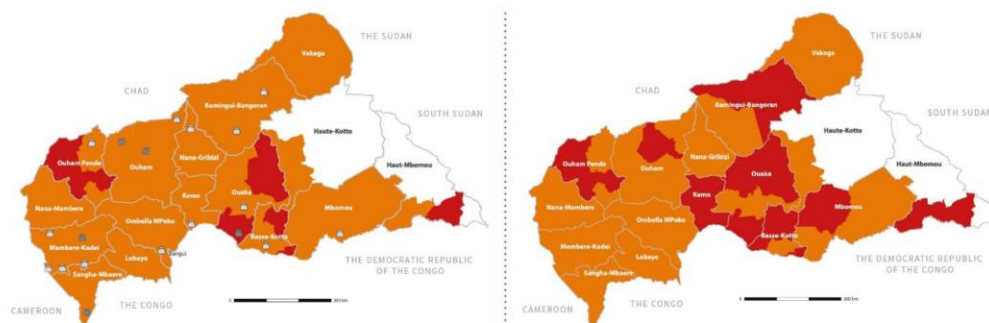 THE SUDAN
Vakaga
CHAD
Bamingui-Bangoran
SOUTH SUDAN
Haute-Kotto
Ouham Pende
Ouham
Nana-Gribizi
Haut-Mbomou
Kemo
Ouaka
Nana-Mambere
Ombella MPoko
Mbomou
Basse-Kotto
Mambere-Kadei
Bangui
Lobaye
THE DEMOCRATIC REPUBLIC
OF THE CONGO
Sangha-Mbaere
THE CONGO
CAMEROON
THE SUDAN
Vakaga
CHAD
Bamingui-Bangoran
SOUTH SUDAN
Haute-Kotto
Ouham Pende
Ouham
Nana-Gribizi
Haut-Mbomou
Kemo
Ouaka
Nana-Mambere
Ombella MPoko
Mbomou
Basse-Kotto
Mambere-Kadei
Lobaye
THE DEMOCRATIC REPUBLIC
OF THE CONGO
Sangha-Mbaere
THE CONGO
CAMEROON